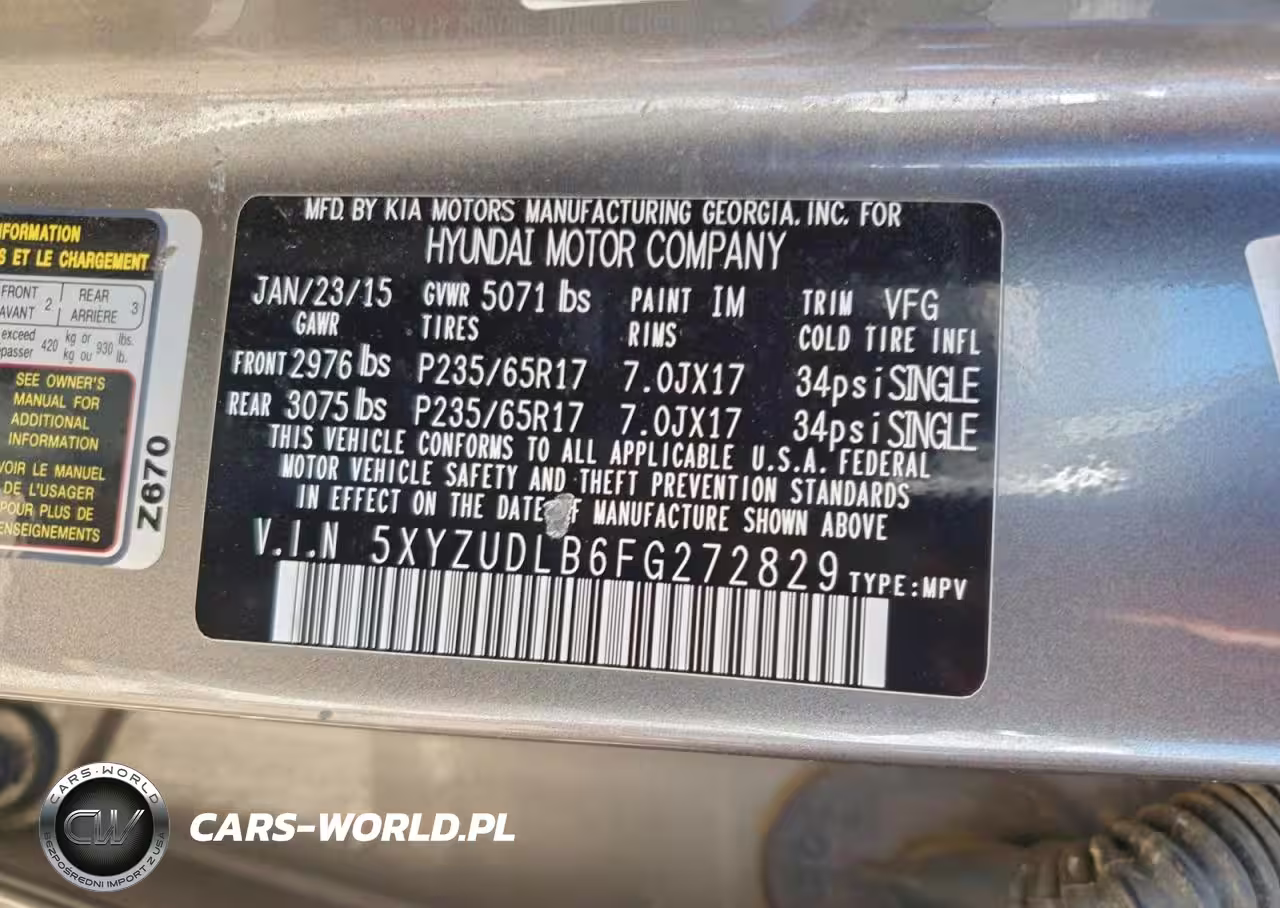 MFD. BY KIA MOTORS MANUFACTURING GEORGIA, INC. FOR
HYUNDAI MOTOR COMPANY
JAN/23/15 GVWR 5071 lbs PAINT IM TRIM VFG
GAWR TIRES RIMS COLD TIRE INFL
FRONT 2976 lbs P235/65R17 7.0JX17 34psi SINGLE
REAR 3075 lbs P235/65R17 7.0JX17 34psi SINGLE
THIS VEHICLE CONFORMS TO ALL APPLICABLE U.S.A. FEDERAL
MOTOR VEHICLE SAFETY AND THEFT PREVENTION STANDARDS
IN EFFECT ON THE DATE OF MANUFACTURE SHOWN ABOVE
V.I.N 5XYZUDLB6FG272829 TYPE:MPV
ET LE CHARGEMENT
FRONT 2 REAR 3
ARRIÈRE
exceed 420 kg or 930 lbs.
kg ou lb.
SEE OWNER'S
MANUAL FOR
ADDITIONAL
INFORMATION
VOIR LE MANUEL
DE L'USAGER
POUR PLUS DE
Z670
CARS-WORLD
CW
BEZPOŚREDNI IMPORT Z USA
CARS-WORLD.PL